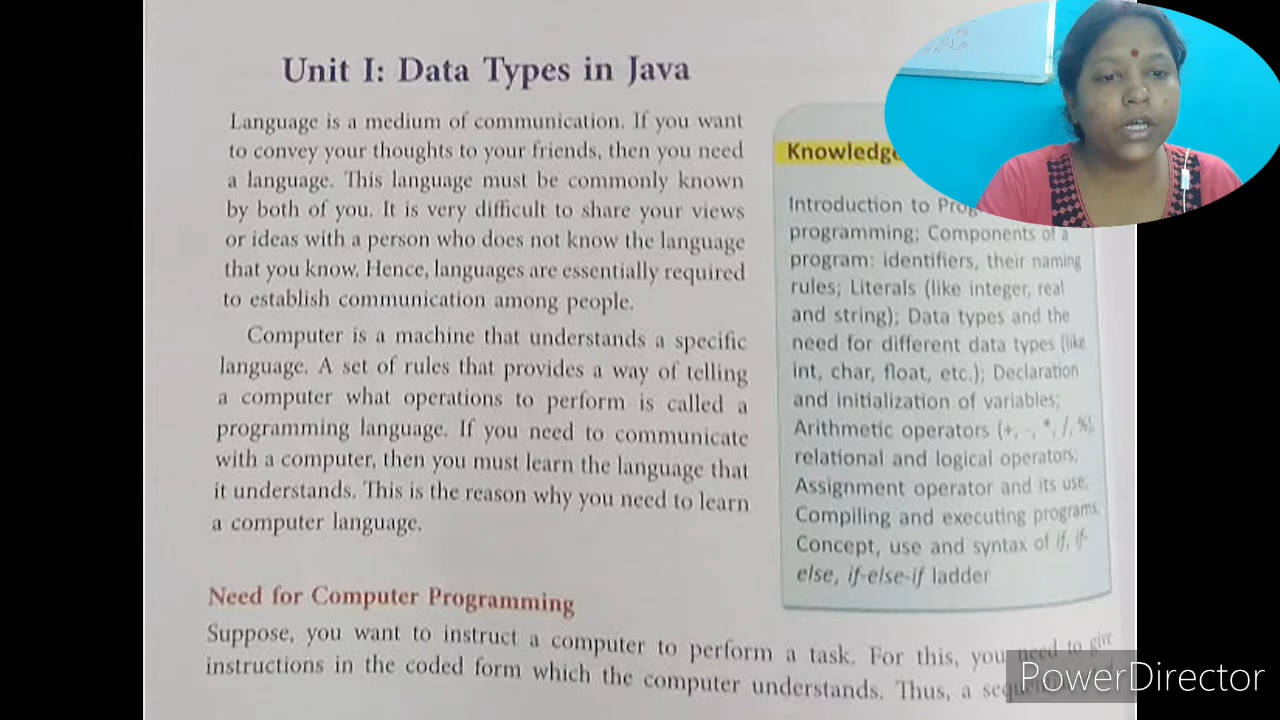 Unit I: Data Types in Java
Language is a medium of communication. If you want
to convey your thoughts to your friends, then you need
a language. This language must be commonly known
by both of you. It is very difficult to share your views
or ideas with a person who does not know the language
that you know. Hence, languages are essentially required
to establish communication among people.
Computer is a machine that understands a specific
language. A set of rules that provides a way of telling
a computer what operations to perform is called a
programming language. If you need to communicate
with a computer, then you must learn the language that
it understands. This is the reason why you need to learn
a computer language.
Knowledge
Introduction to
programming; Components of a
program: identifiers, their naming
rules; Literals (like integer, real
and string); Data types and the
need for different data types (like
int, char, float, etc.); Declaration
and initialization of variables;
Arithmetic operators (+, -, *, /, %),
relational and logical operators;
Assignment operator and its use;
Compiling and executing programs;
Concept, use and syntax of if, if-
else, if-else-if ladder
Need for Computer Programming
Suppose, you want to instruct a computer to perform a task. For this, you need to give
instructions in the coded form which the computer understands. Thus, a
PowerDirector